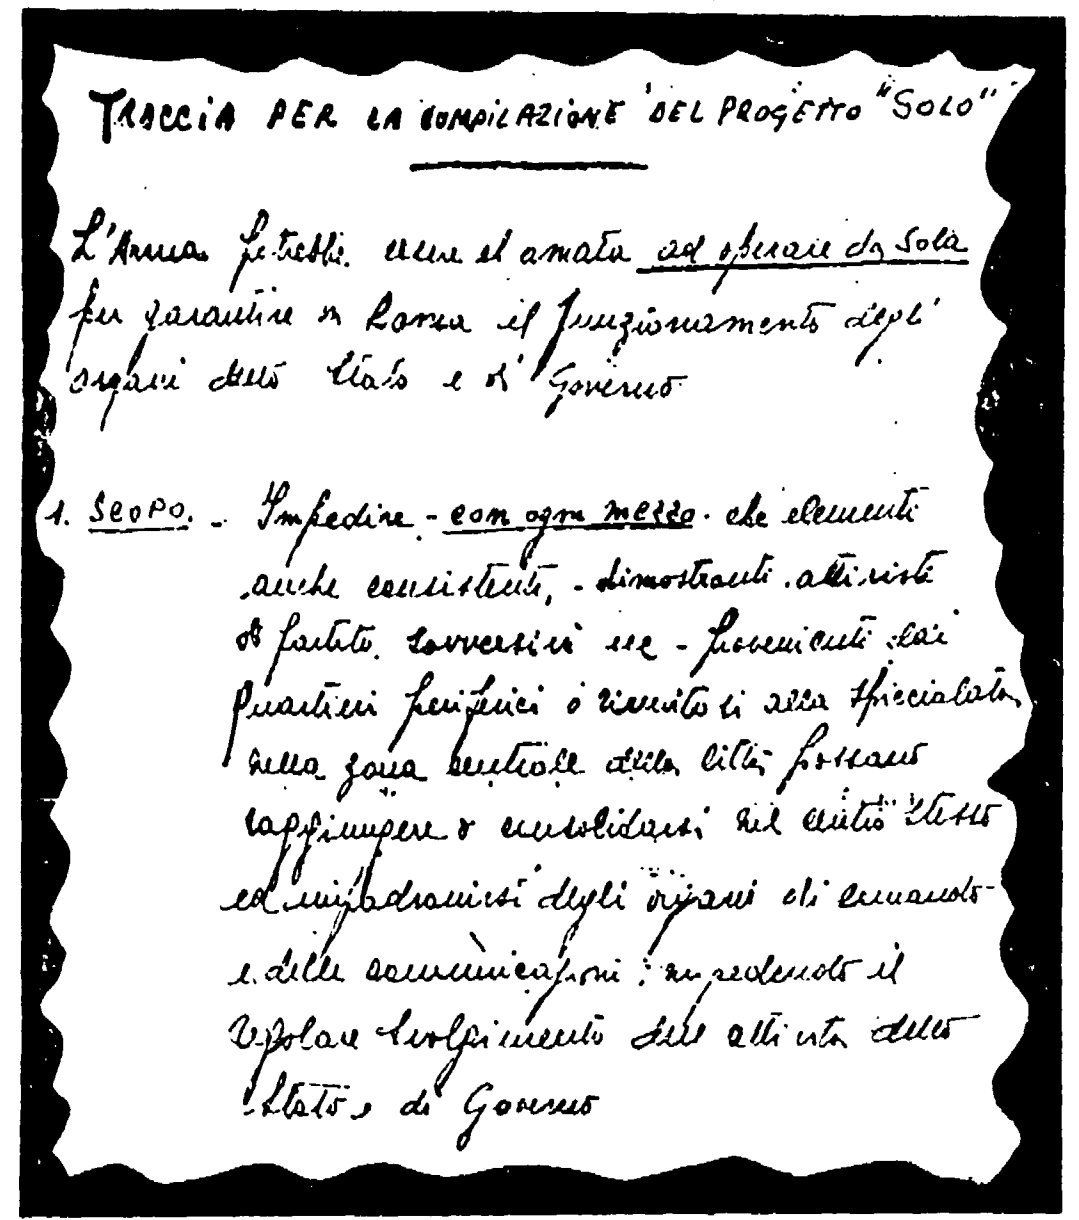 TRACCIA PER LA COMPILAZIONE DEL PROGETTO "SOLO"
L'Arma potrebbe essere chiamata ad operare da sola
per garantire in Roma il funzionamento degli
organi dello Stato e di Governo
1. SCOPO. - Impedire - con ogni mezzo - che elementi
anche consistenti, - dimostranti attivisti
di partito, sovversivi ecc - provenienti dai
quartieri periferici o riunitosi alla spicciolata
nella zona centrale della città possano
raggiungere o consolidarsi nel centro stesso
ed impadronirsi degli organi di comando
e delle comunicazioni impedendo il
regolare svolgimento delle attività dello
Stato e di Governo